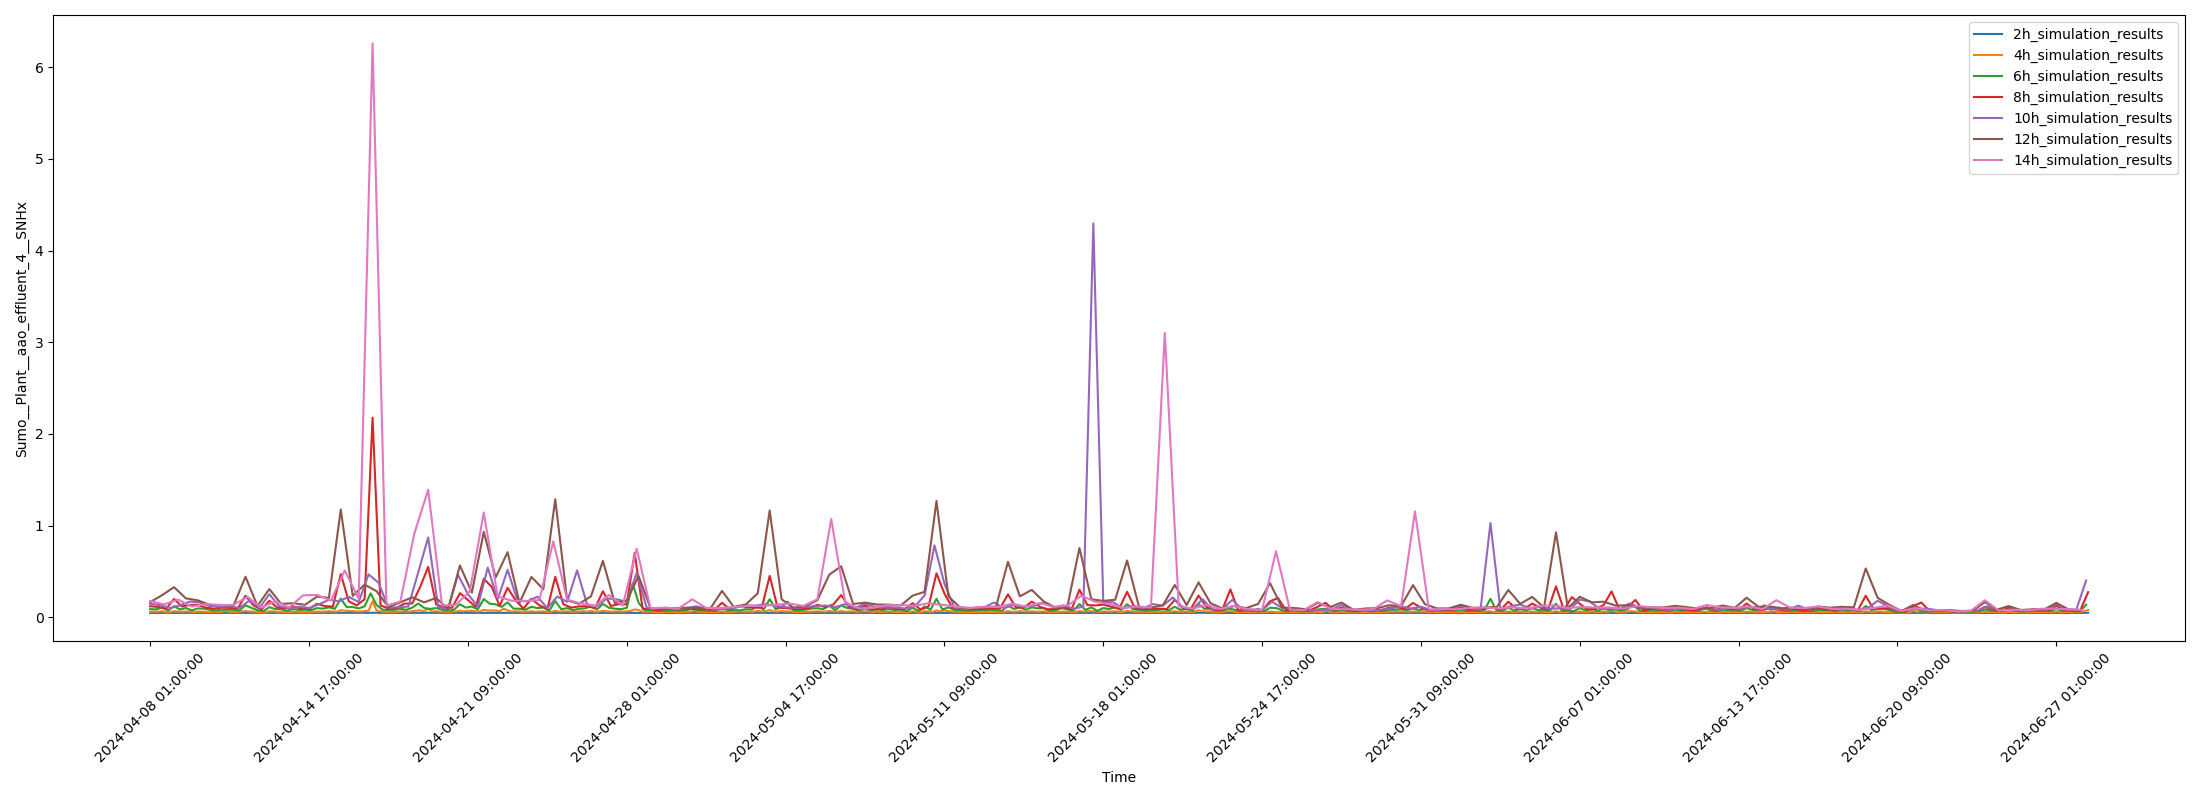 6
5
4
3
2
1
0
Sumo__Plant__aao_effluent_4__SNHx
2h_simulation_results
4h_simulation_results
6h_simulation_results
8h_simulation_results
10h_simulation_results
12h_simulation_results
14h_simulation_results
2024-04-08 01:00:00
2024-04-14 17:00:00
2024-04-21 09:00:00
2024-04-28 01:00:00
2024-05-04 17:00:00
2024-05-11 09:00:00
2024-05-18 01:00:00
2024-05-24 17:00:00
2024-05-31 09:00:00
2024-06-07 01:00:00
2024-06-13 17:00:00
2024-06-20 09:00:00
2024-06-27 01:00:00
Time